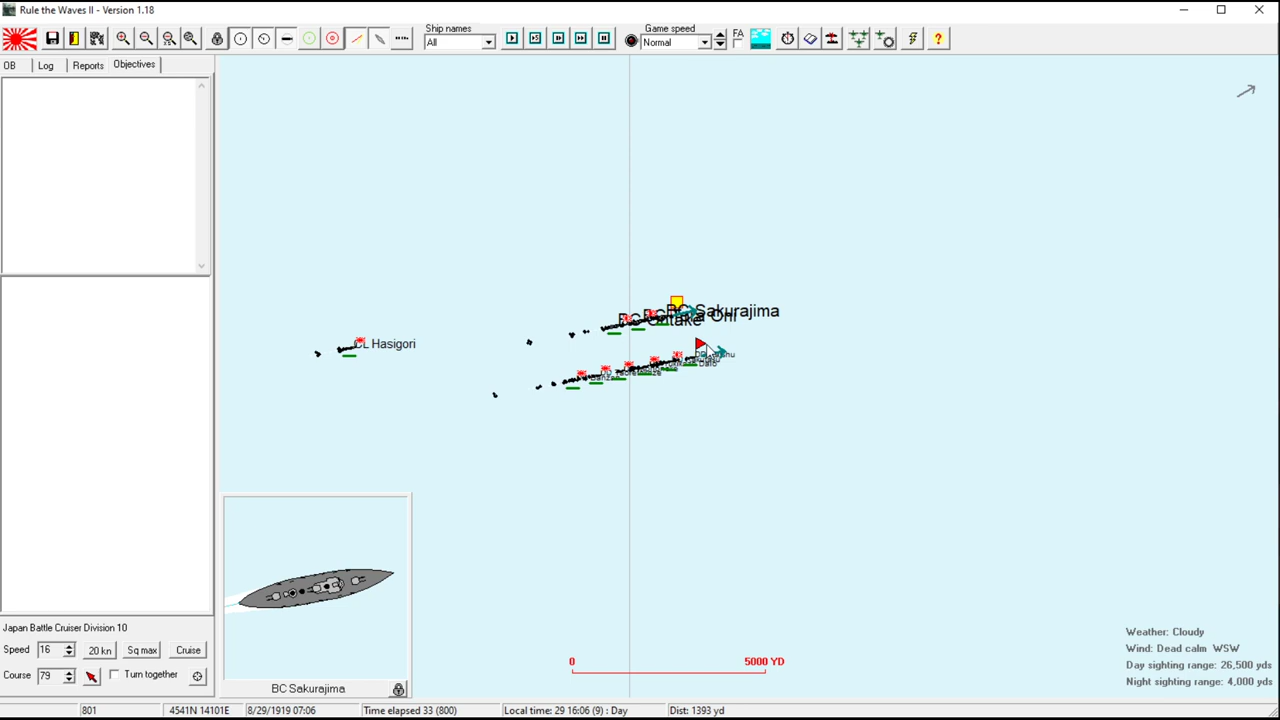 Rule the Waves II - Version 1.18
Ship names
All
Game speed
Normal
FA
OB Log Reports Objectives
BC Sakurajima
CL Hasigori
Japan Battle Cruiser Division 10
Speed 16 20 kn Sq max Cruise
Course 79 Turn together
BC Sakurajima
0 5000 YD
Weather: Cloudy
Wind: Dead calm WSW
Day sighting range: 26,500 yds
Night sighting range: 4,000 yds
801 4541N 14101E 8/29/1919 07:06 Time elapsed 33 (800) Local time: 29 16:06 (9) : Day Dist: 1393 yd